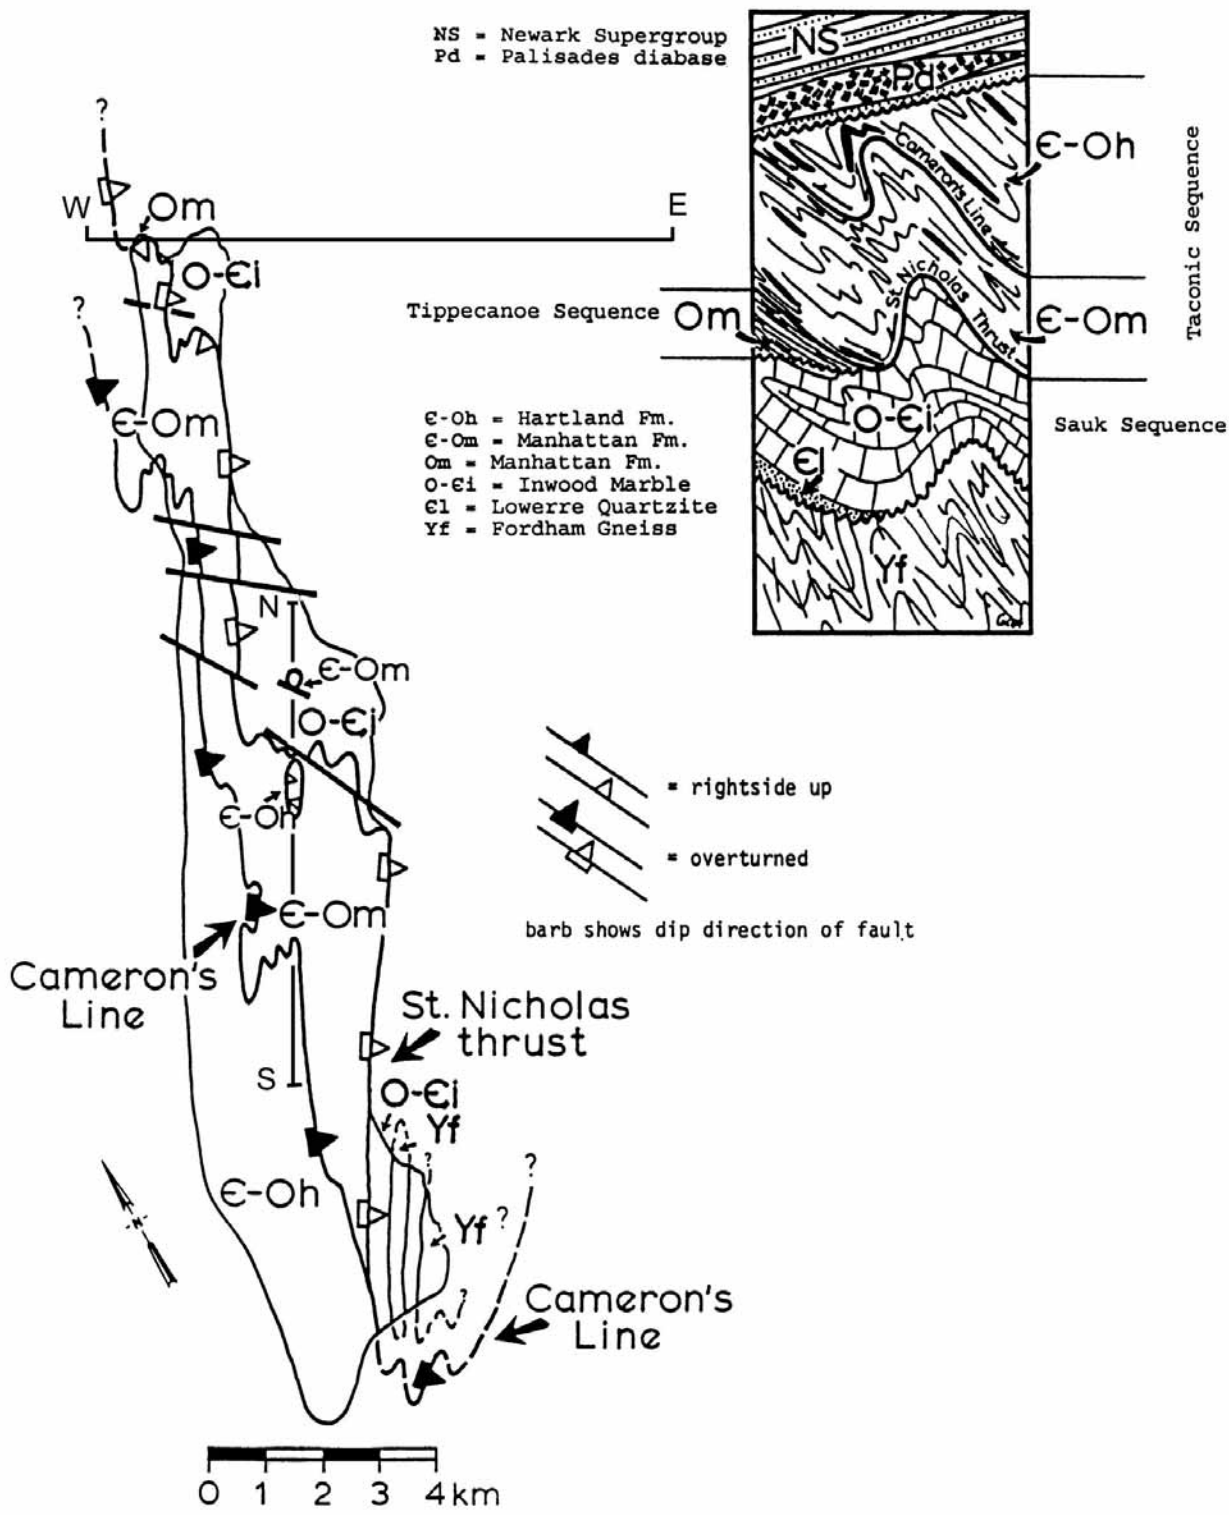 NS = Newark Supergroup
Pd = Palisades diabase
NS
Pd
Є-Oh
Cameron's Line
Taconic Sequence
St. Nicholas Thrust
Є-Om
Tippecanoe Sequence
Om
O-Єi
Sauk Sequence
Єl
Yf
Є-Oh = Hartland Fm.
Є-Om = Manhattan Fm.
Om = Manhattan Fm.
O-Єi = Inwood Marble
Єl = Lowerre Quartzite
Yf = Fordham Gneiss
?
W
Om
E
O-Єi
?
Є-Om
N
Є-Om
O-Єi
Є-Oh
Є-Om
Cameron's
Line
St. Nicholas
thrust
S
O-Єi
Yf
?
?
Є-Oh
Yf
?
?
N
Cameron's
Line
= rightside up
= overturned
barb shows dip direction of fault.
0 1 2 3 4 km